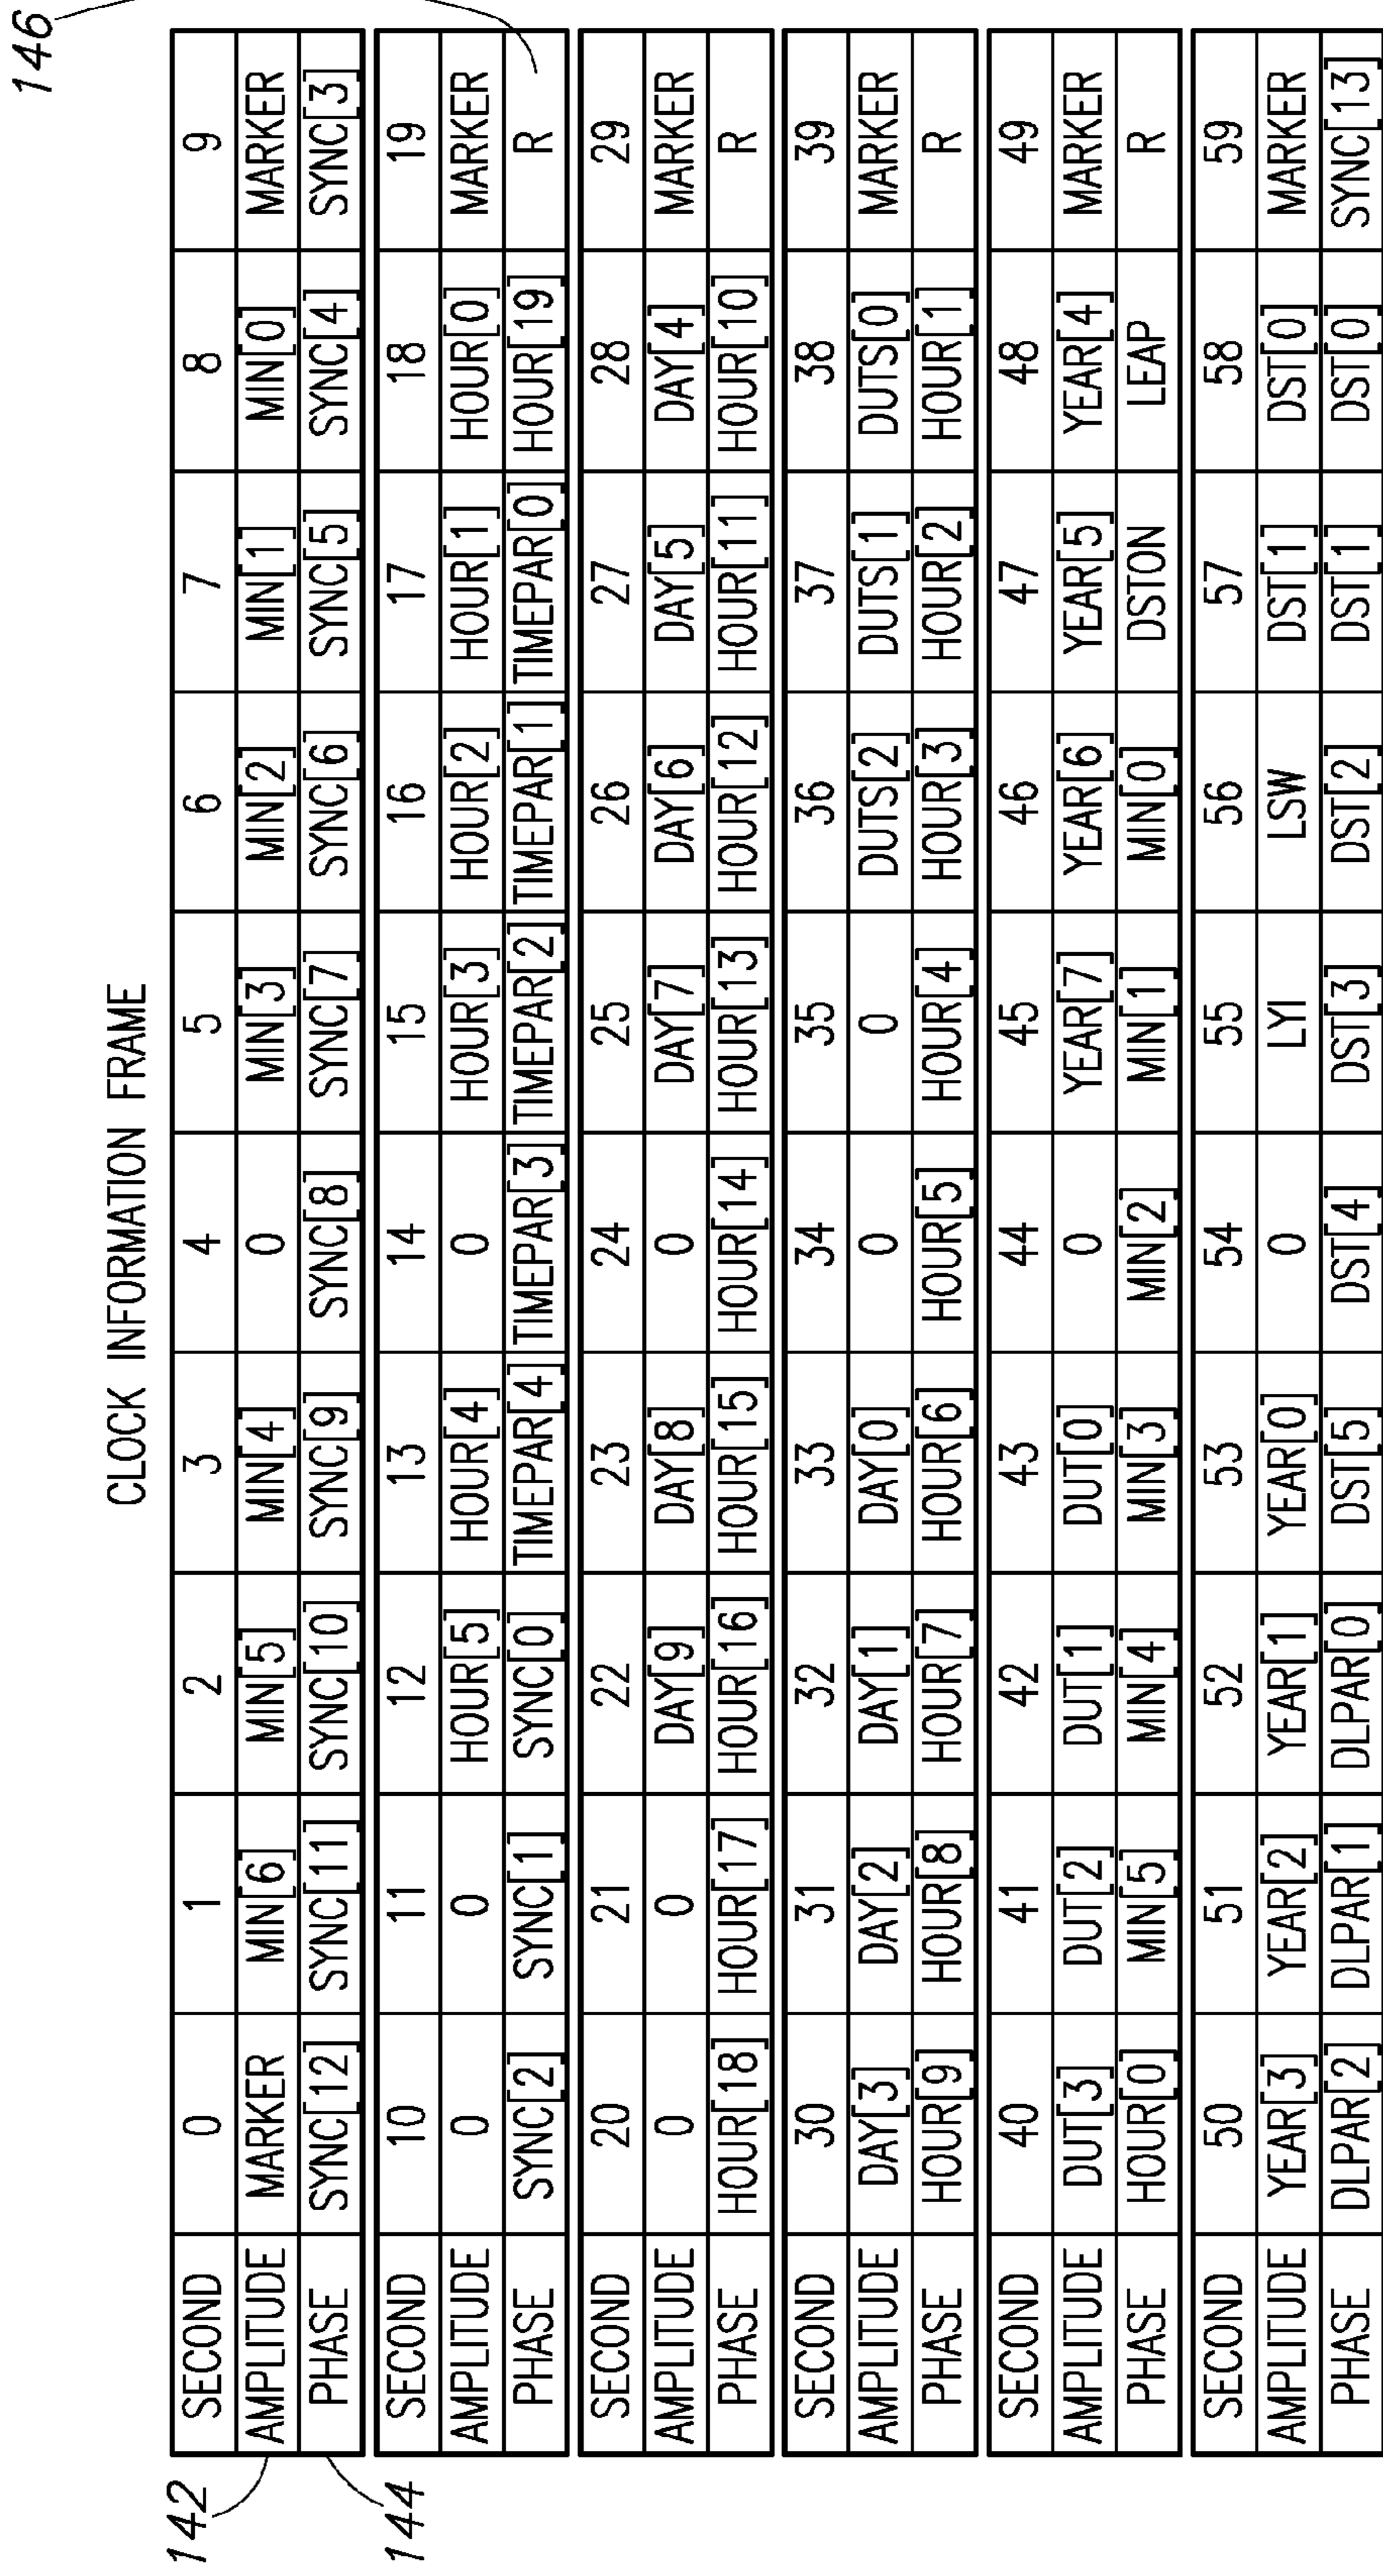 146
CLOCK INFORMATION FRAME
SECOND 0 1 2 3 4 5 6 7 8 9
142 AMPLITUDE MARKER MIN[6] MIN[5] MIN[4] 0 MIN[3] MIN[2] MIN[1] MIN[0] MARKER
144 PHASE SYNC[12] SYNC[11] SYNC[10] SYNC[9] SYNC[8] SYNC[7] SYNC[6] SYNC[5] SYNC[4] SYNC[3]
SECOND 10 11 12 13 14 15 16 17 18 19
AMPLITUDE 0 0 HOUR[5] HOUR[4] 0 HOUR[3] HOUR[2] HOUR[1] HOUR[0] MARKER
PHASE SYNC[2] SYNC[1] SYNC[0] TIMEPAR[4] TIMEPAR[3] TIMEPAR[2] TIMEPAR[1] TIMEPAR[0] HOUR[19] R
SECOND 20 21 22 23 24 25 26 27 28 29
AMPLITUDE 0 0 DAY[9] DAY[8] 0 DAY[7] DAY[6] DAY[5] DAY[4] MARKER
PHASE HOUR[18] HOUR[17] HOUR[16] HOUR[15] HOUR[14] HOUR[13] HOUR[12] HOUR[11] HOUR[10] R
SECOND 30 31 32 33 34 35 36 37 38 39
AMPLITUDE DAY[3] DAY[2] DAY[1] DAY[0] 0 0 DUTS[2] DUTS[1] DUTS[0] MARKER
PHASE HOUR[9] HOUR[8] HOUR[7] HOUR[6] HOUR[5] HOUR[4] HOUR[3] HOUR[2] HOUR[1] R
SECOND 40 41 42 43 44 45 46 47 48 49
AMPLITUDE DUT[3] DUT[2] DUT[1] DUT[0] 0 YEAR[7] YEAR[6] YEAR[5] YEAR[4] MARKER
PHASE HOUR[0] MIN[5] MIN[4] MIN[3] MIN[2] MIN[1] MIN[0] DSTON LEAP R
SECOND 50 51 52 53 54 55 56 57 58 59
AMPLITUDE YEAR[3] YEAR[2] YEAR[1] YEAR[0] 0 LYI LSW DST[1] DST[0] MARKER
PHASE DLPAR[2] DLPAR[1] DLPAR[0] DST[5] DST[4] DST[3] DST[2] DST[1] DST[0] SYNC[13]